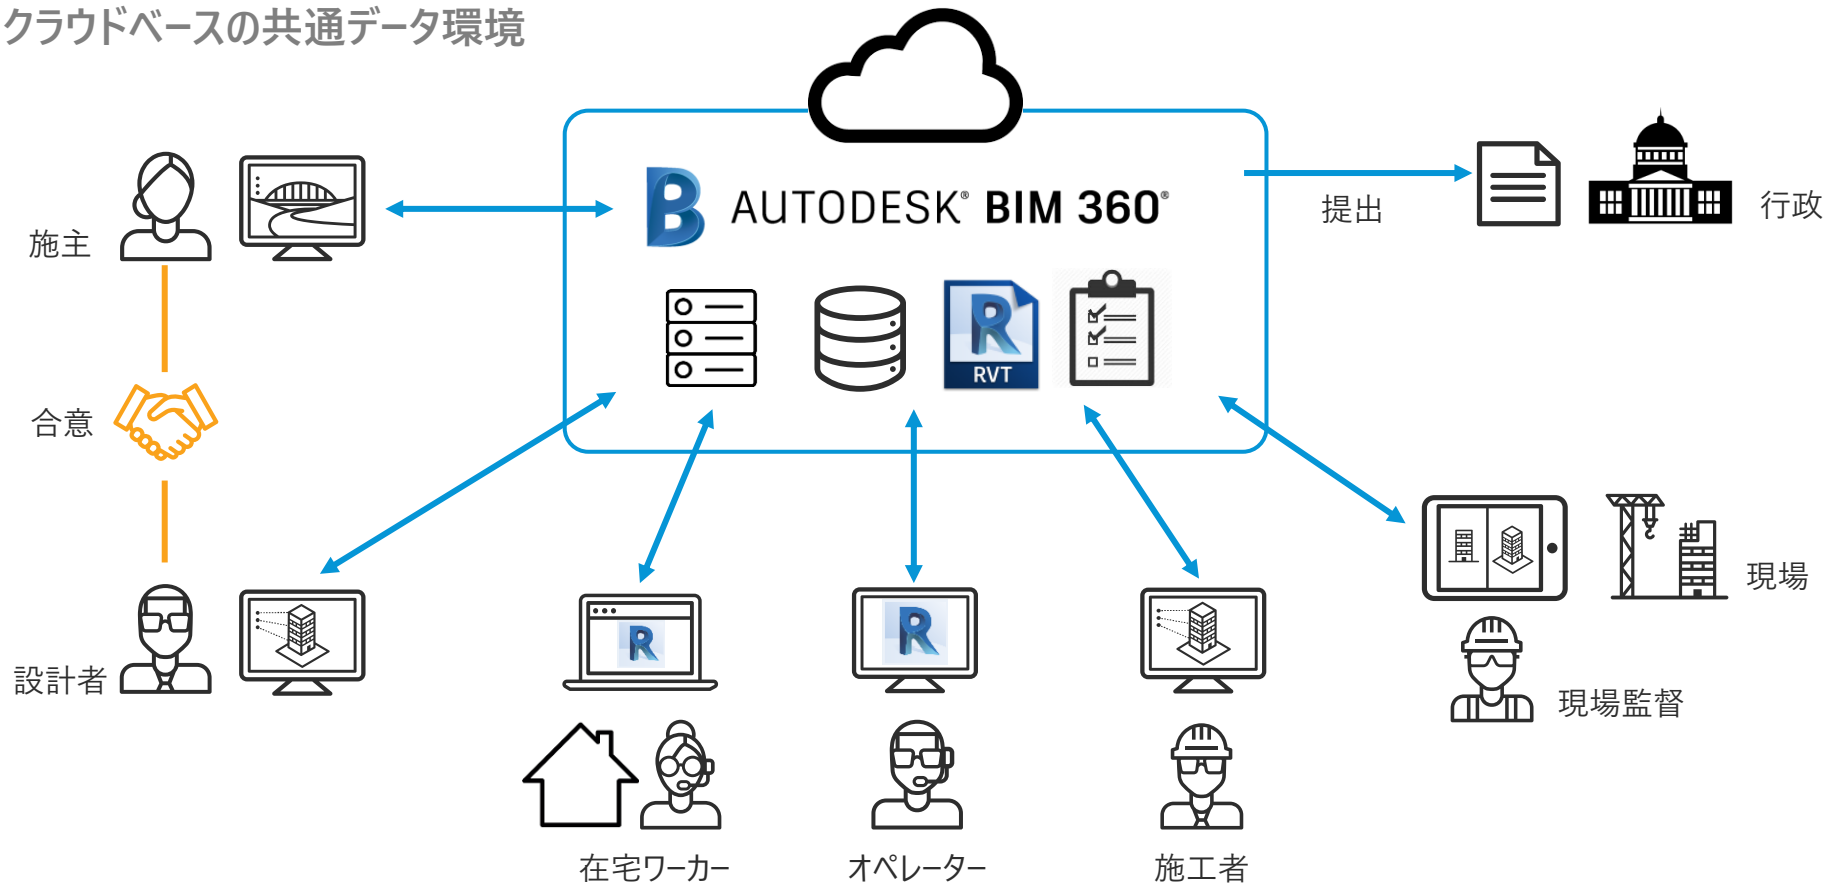 クラウドベースの共通データ環境
AUTODESK® BIM 360®
提出
行政
施主
RVT
合意
現場
設計者
現場監督
在宅ワーカー
オペレーター
施工者